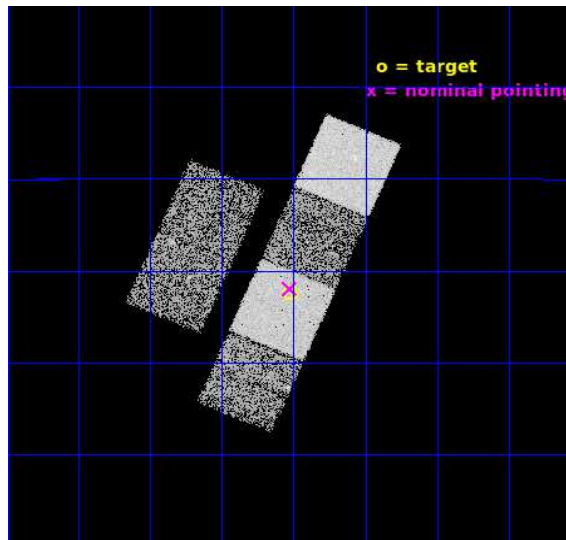 o = target
x = nominal pointing